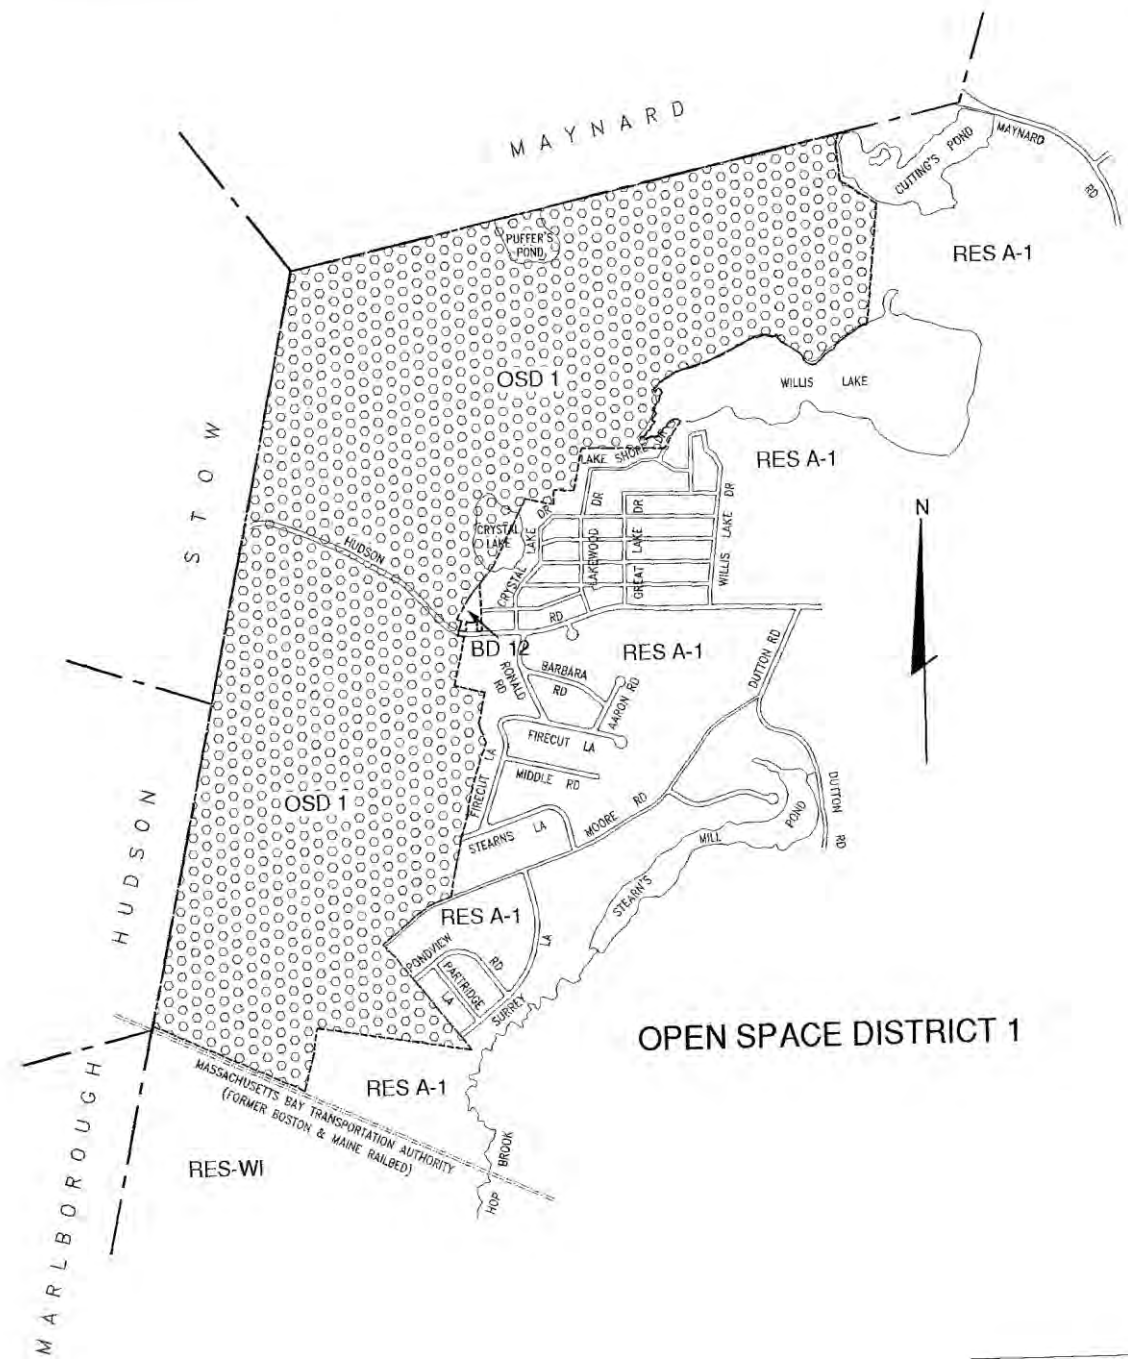 MAYNARD
CUTTING'S POND
MAYNARD
RD
RES A-1
PUFFER'S
POND
OSD 1
WILLIS LAKE
STOW
RES A-1
LAKE SHORE DR
N
CRYSTAL
LAKE
HUDSON
CRYSTAL LAKE DR
LAKEWOOD DR
GREAT LAKE DR
WILLIS LAKE DR
RD
BD 12
RES A-1
DUTTON RD
RONALD
RD
BARBARA
RD
AARON RD
FIRECUT LA
FIRECUT LA
MIDDLE RD
DUTTON RD
OSD 1
STEARNS LA
MOORE RD
STEARN'S MILL POND
HUDSON
RES A-1
PONDVIEW RD
PARTRIDGE
LA
SURREY LA
OPEN SPACE DISTRICT 1
RES A-1
MASSACHUSETTS BAY TRANSPORTATION AUTHORITY
(FORMER BOSTON & MAINE RAILBED)
MARLBOROUGH
RES-WI
HOP BROOK